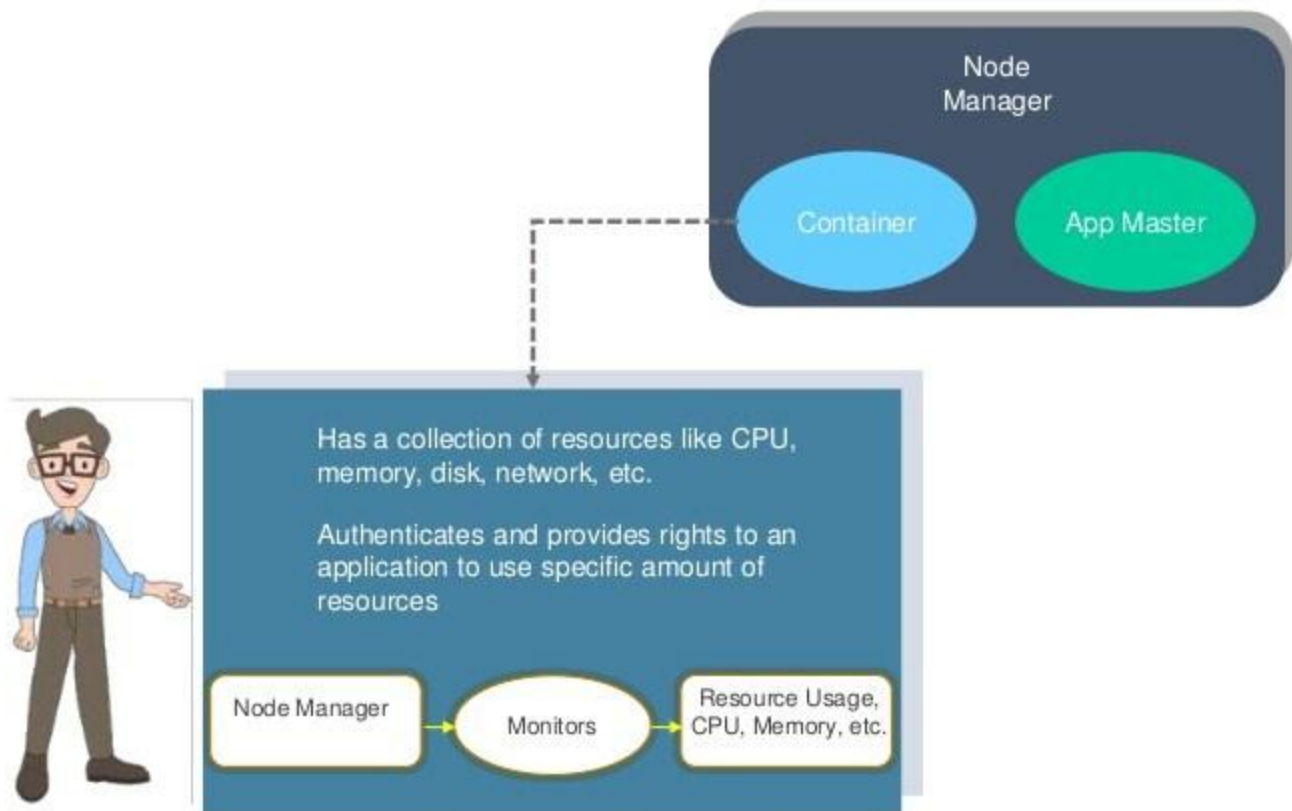 Node
Manager
Container
App Master
Has a collection of resources like CPU,
memory, disk, network, etc.
Authenticates and provides rights to an
application to use specific amount of
resources
Node Manager
Monitors
Resource Usage,
CPU, Memory, etc.